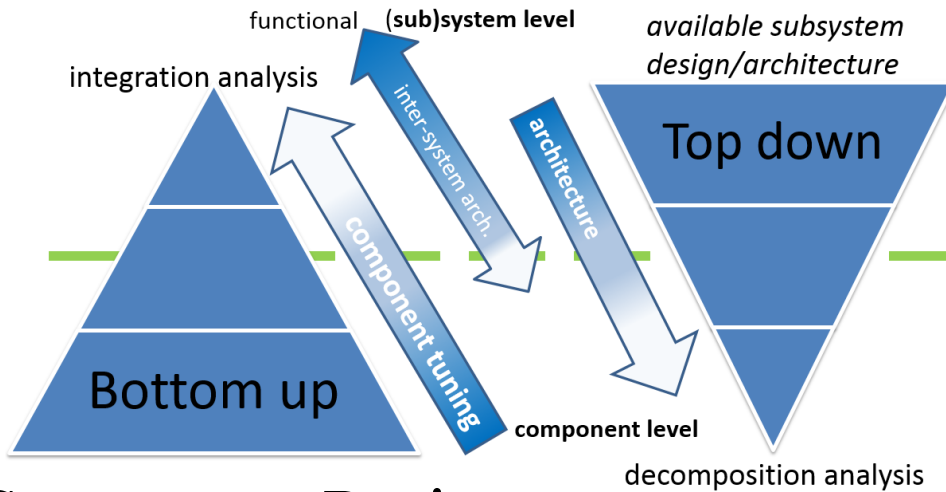 functional (sub)system level
available subsystem
design/architecture
integration analysis
inter-system arch.
architecture
Top down
component tuning
Bottom up
component level
decomposition analysis